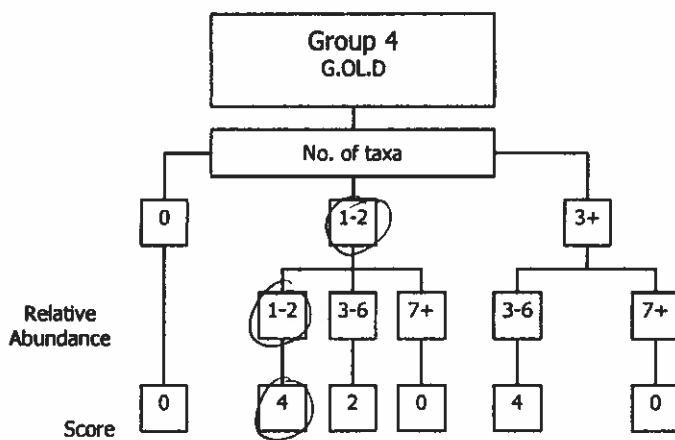 Group 4
G.OL.D
No. of taxa
0 1-2 3+
Relative
Abundance
1-2 3-6 7+ 3-6 7+
Score
0 4 2 0 4 0